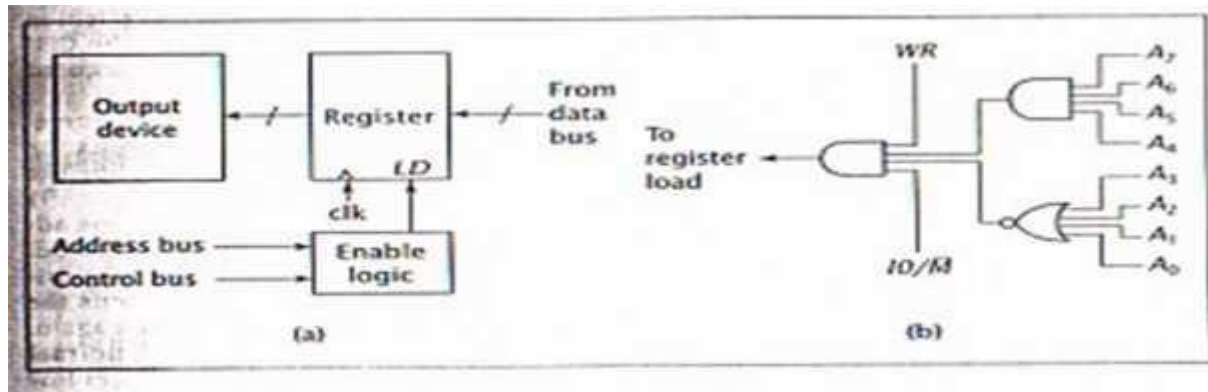 Output
device
Register
LD
clk
From
data
bus
Address bus
Control bus
Enable
logic
(a)
WR
To
register
load
IO/M̅
A₇
A₆
A₅
A₄
A₃
A₂
A₁
A₀
(b)